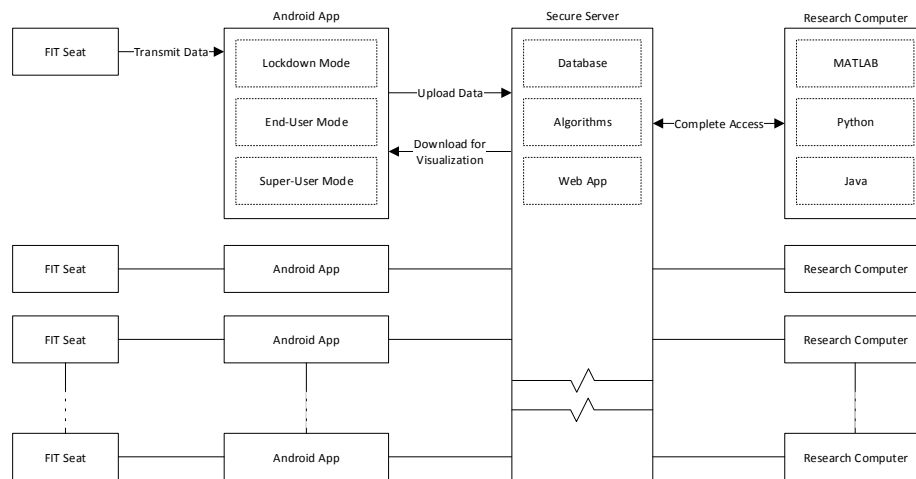 Android App
Secure Server
Research Computer
FIT Seat
Transmit Data
Lockdown Mode
End-User Mode
Super-User Mode
Upload Data
Download for
Visualization
Database
Algorithms
Web App
Complete Access
MATLAB
Python
Java
FIT Seat
Android App
Research Computer
FIT Seat
Android App
Research Computer
FIT Seat
Android App
Research Computer